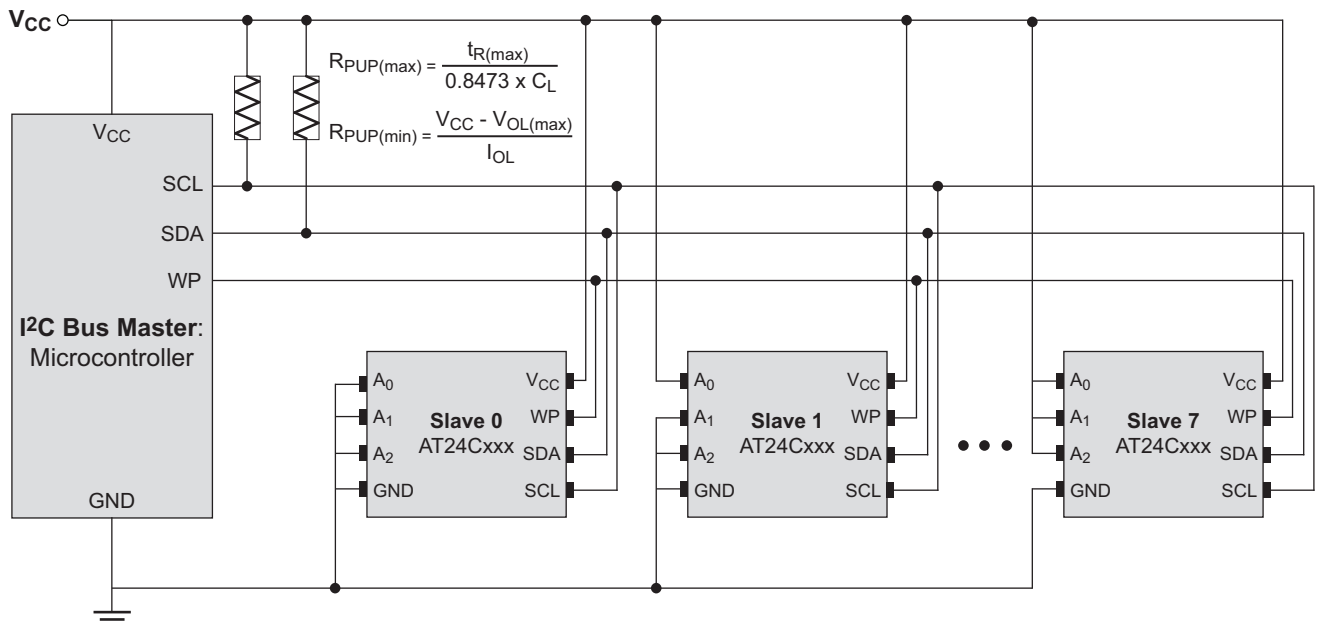 VCC
RPUP(max) = tR(max) / 0.8473 x CL
RPUP(min) = VCC - VOL(max) / IOL
VCC
SCL
SDA
WP
I2C Bus Master:
Microcontroller
GND
A0
A1
A2
GND
Slave 0
AT24Cxxx
VCC
WP
SDA
SCL
A0
A1
A2
GND
Slave 1
AT24Cxxx
VCC
WP
SDA
SCL
A0
A1
A2
GND
Slave 7
AT24Cxxx
VCC
WP
SDA
SCL